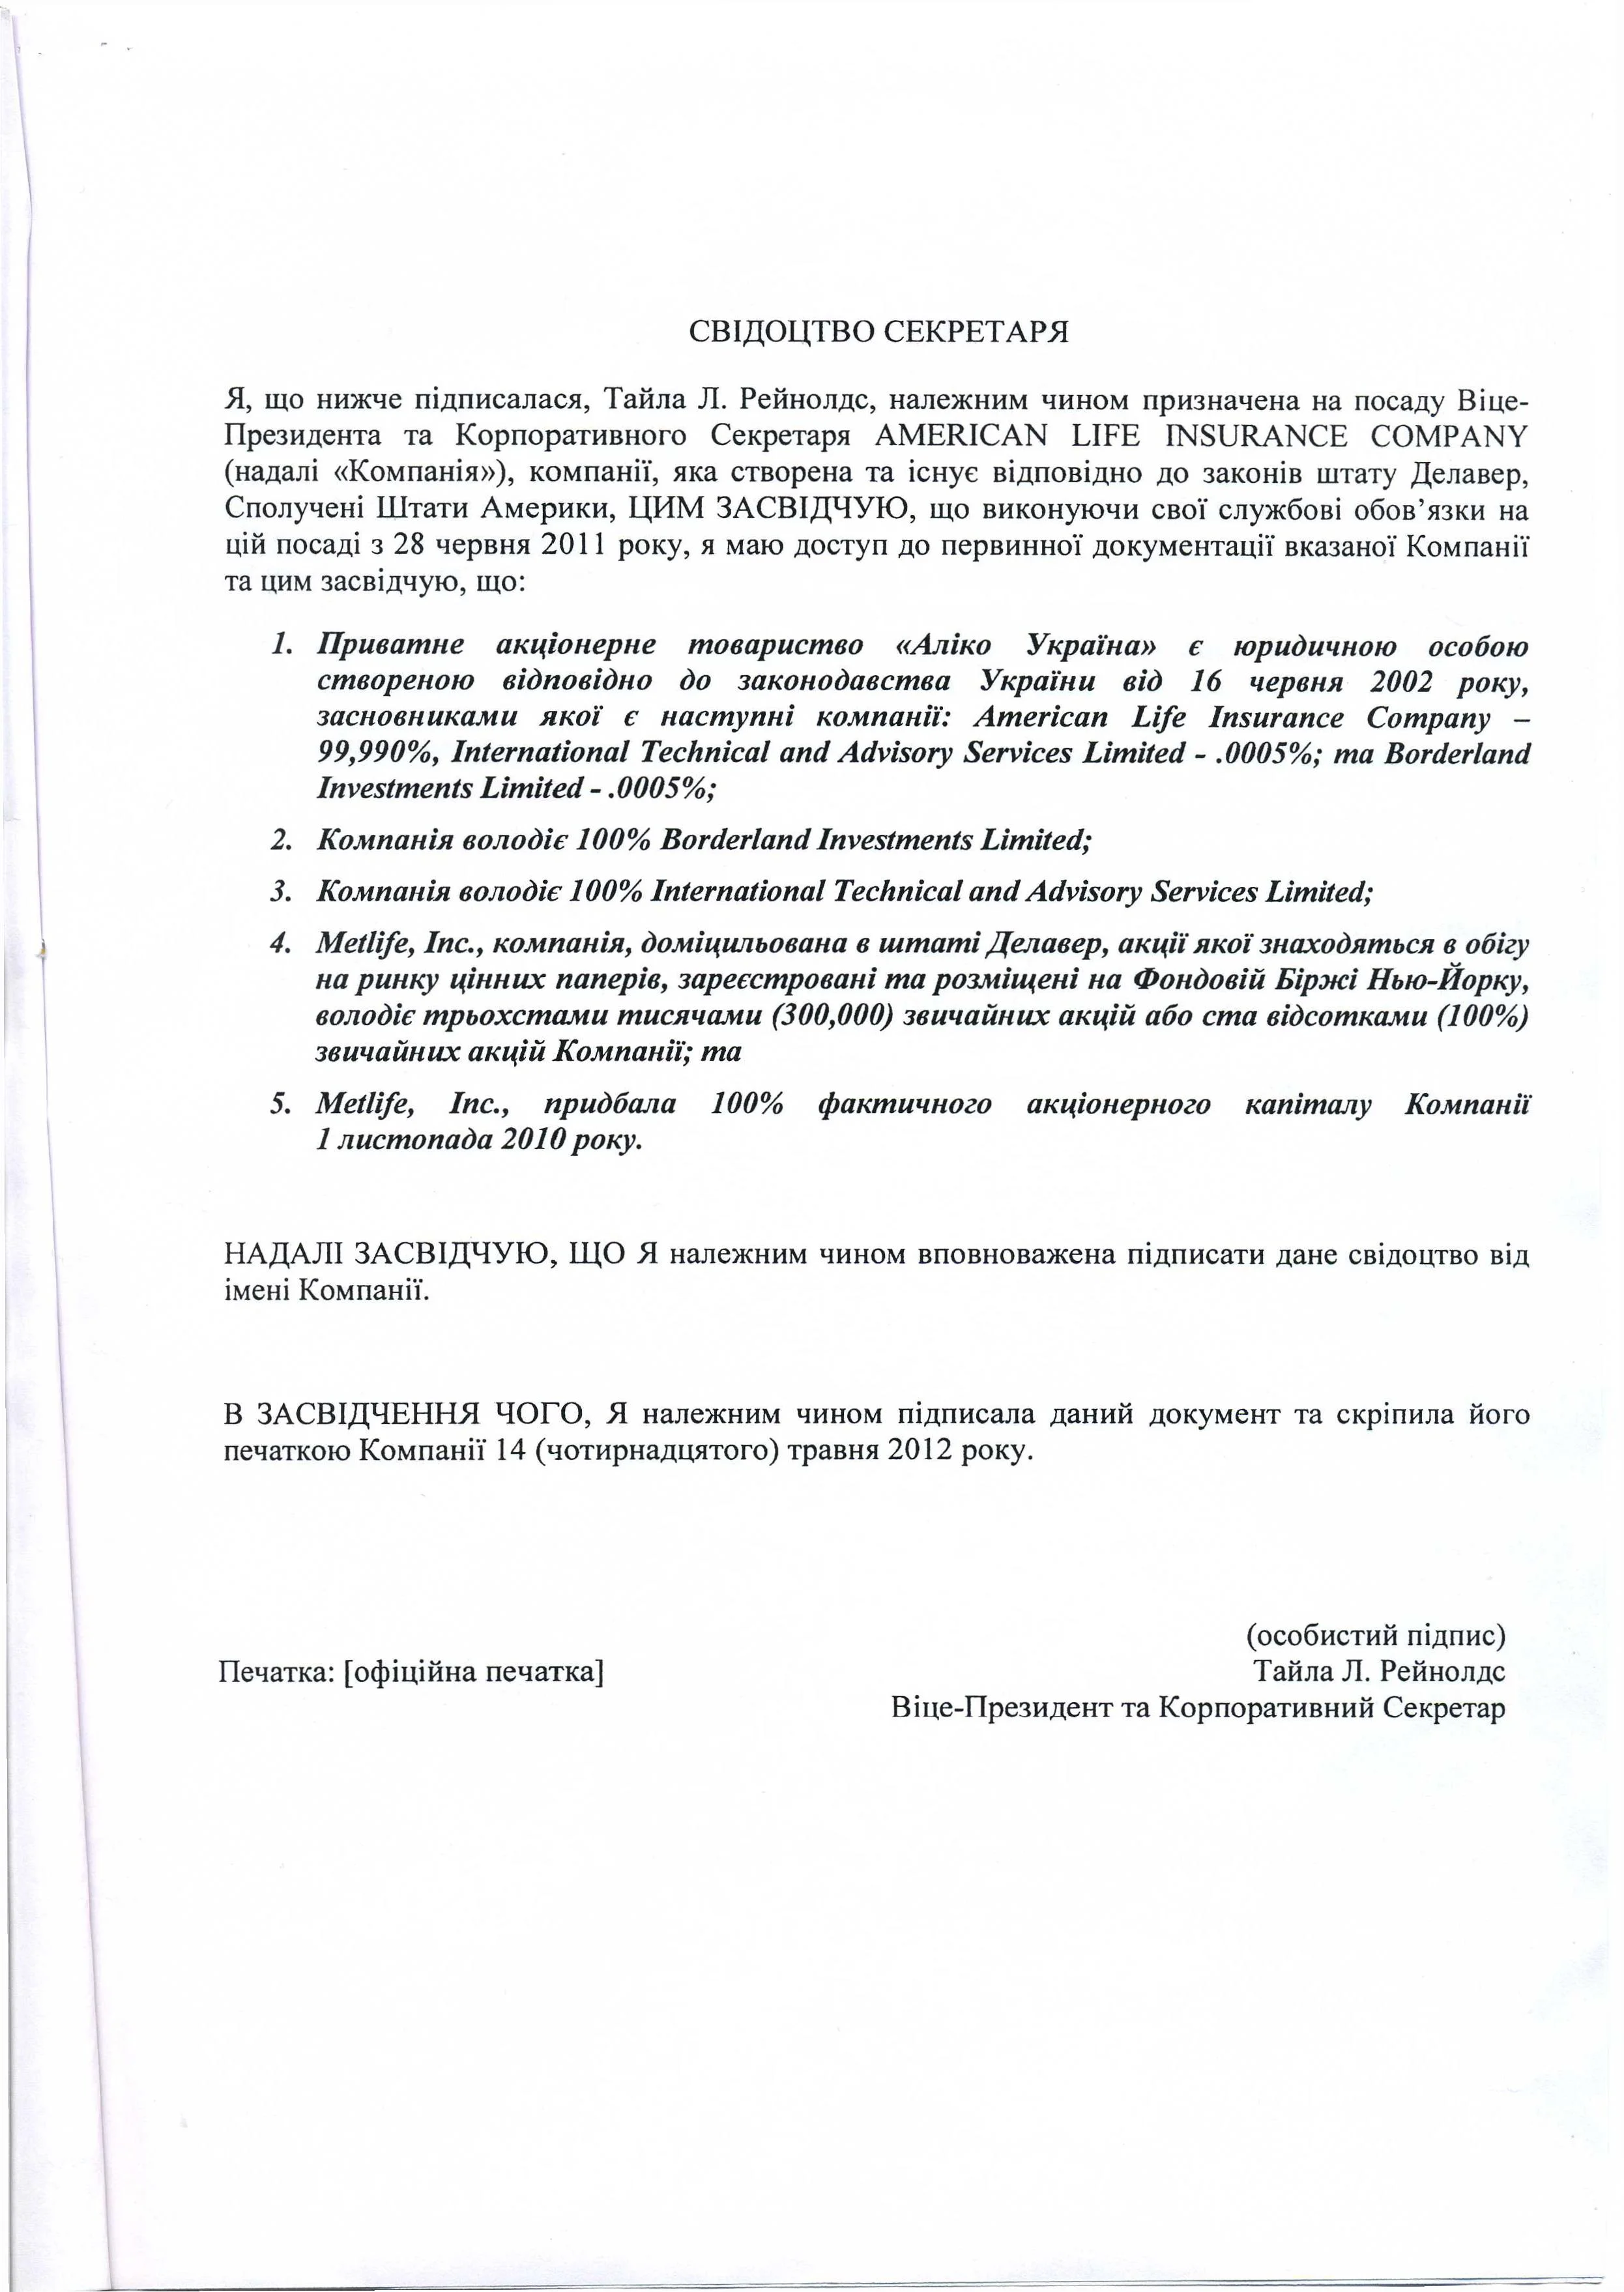 СВІДОЦТВО СЕКРЕТАРЯ
Я, що нижче підписалася, Тайла Л. Рейнолдс, належним чином призначена на посаду Віце-
Президента та Корпоративного Секретаря AMERICAN LIFE INSURANCE COMPANY
(надалі «Компанія»), компанії, яка створена та існує відповідно до законів штату Делавер,
Сполучені Штати Америки, ЦИМ ЗАСВІДЧУЮ, що виконуючи свої службові обов’язки на
цій посаді з 28 червня 2011 року, я маю доступ до первинної документації вказаної Компанії
та цим засвідчую, що:
1. Приватне акціонерне товариство «Аліко Україна» є юридичною особою
створеною відповідно до законодавства України від 16 червня 2002 року,
засновниками якої є наступні компанії: American Life Insurance Company –
99,990%, International Technical and Advisory Services Limited - .0005%; та Borderland
Investments Limited - .0005%;
2. Компанія володіє 100% Borderland Investments Limited;
3. Компанія володіє 100% International Technical and Advisory Services Limited;
4. Metlife, Inc., компанія, доміцильована в штаті Делавер, акції якої знаходяться в обігу
на ринку цінних паперів, зареєстровані та розміщені на Фондовій Біржі Нью-Йорку,
володіє трьохстами тисячами (300,000) звичайних акцій або ста відсотками (100%)
звичайних акцій Компанії; та
5. Metlife, Inc., придбала 100% фактичного акціонерного капіталу Компанії
1 листопада 2010 року.
НАДАЛІ ЗАСВІДЧУЮ, ЩО Я належним чином вповноважена підписати дане свідоцтво від
імені Компанії.
В ЗАСВІДЧЕННЯ ЧОГО, Я належним чином підписала даний документ та скріпила його
печаткою Компанії 14 (чотирнадцятого) травня 2012 року.
(особистий підпис)
Печатка: [офіційна печатка] Тайла Л. Рейнолдс
Віце-Президент та Корпоративний Секретар